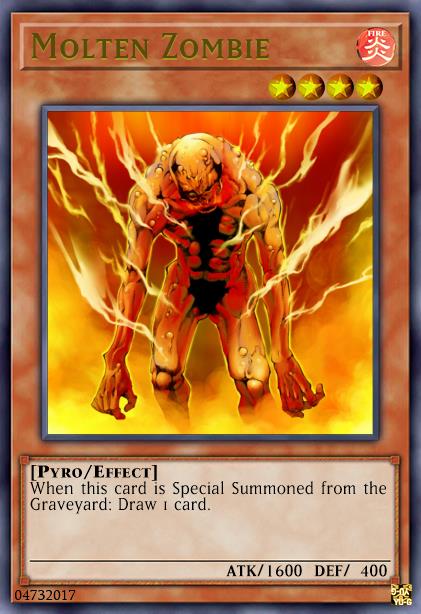 MOLTEN ZOMBIE
FIRE
炎
[PYRO/EFFECT]
When this card is Special Summoned from the
Graveyard: Draw 1 card.
ATK/1600 DEF/ 400
04732017